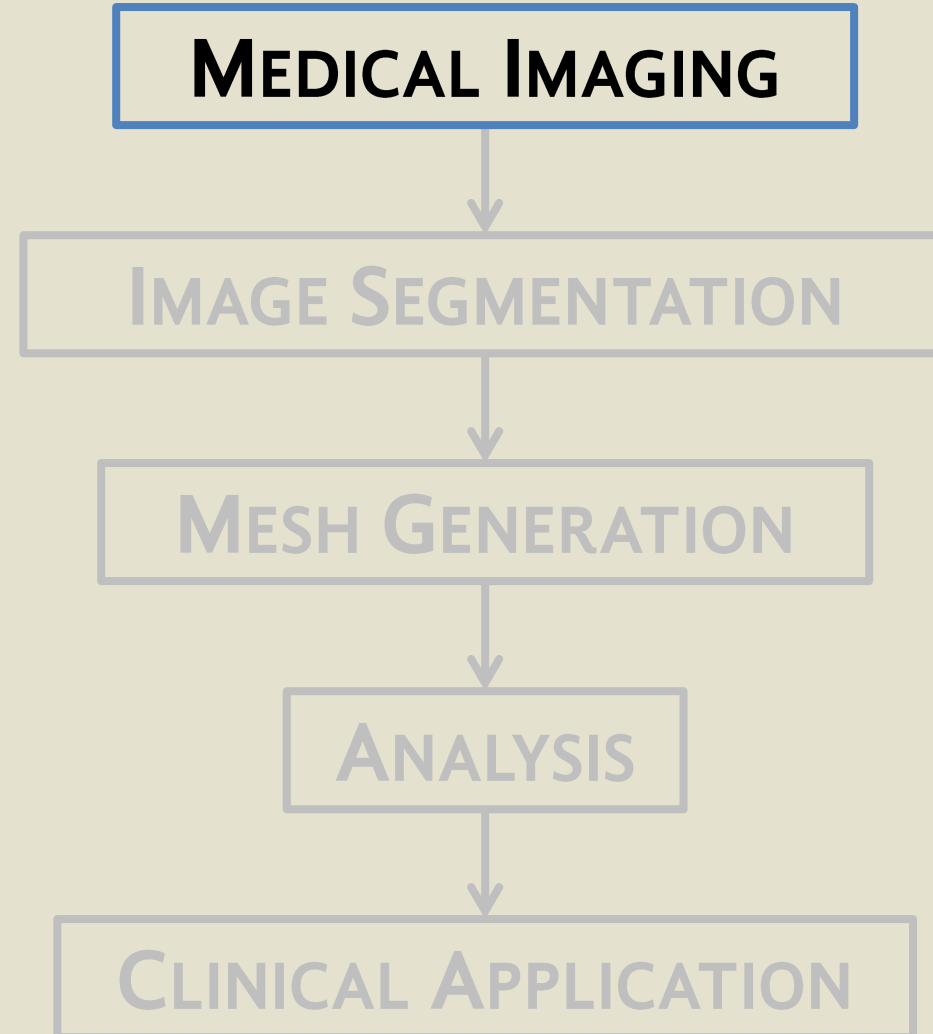 MEDICAL IMAGING
IMAGE SEGMENTATION
MESH GENERATION
ANALYSIS
CLINICAL APPLICATION